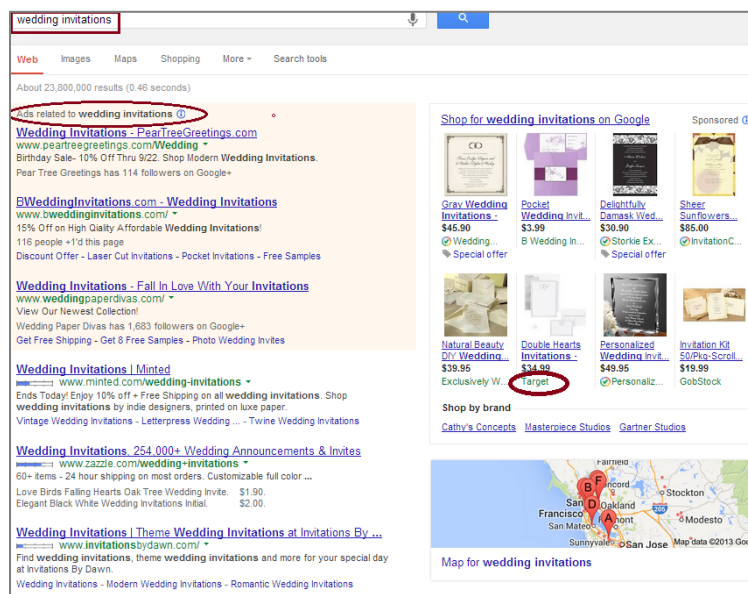 wedding invitations
Web Images Maps Shopping More Search tools
About 23,800,000 results (0.46 seconds)
Ads related to wedding invitations
Wedding Invitations - PearTreeGreetings.com
www.peartreegreetings.com/Wedding
Birthday Sale- 10% Off Thru 9/22. Shop Modern Wedding Invitations.
Pear Tree Greetings has 114 followers on Google+
BWeddingInvitations.com - Wedding Invitations
www.bweddinginvitations.com/
15% Off on High Qiality Affordable Wedding Invitations!
116 people +1'd this page
Discount Offer - Laser Cut Invitations - Pocket Invitations - Free Samples
Wedding Invitations - Fall In Love With Your Invitations
www.weddingpaperdivas.com/
View Our Newest Collection!
Wedding Paper Divas has 1,683 followers on Google+
Get Free Shipping - Get 8 Free Samples - Photo Wedding Invites
Wedding Invitations | Minted
www.minted.com/wedding-invitations
Ends Today! Enjoy 10% off + Free Shipping on all wedding invitations. Shop
wedding invitations by indie designers, printed on luxe paper.
Vintage Wedding Invitations - Letterpress Wedding ... - Twine Wedding Invitations
Wedding Invitations, 254,000+ Wedding Announcements & Invites
www.zazzle.com/wedding+invitations
60+ items - 24 hour shipping on most orders. Customizable full color ...
Love Birds Falling Hearts Oak Tree Wedding Invite. $1.90.
Elegant Black White Wedding Invitations Initial. $2.00.
Wedding Invitations | Theme Wedding Invitations at Invitations By ...
www.invitationsbydawn.com/
Find wedding invitations, theme wedding invitations and more for your special day
at Invitations By Dawn.
Wedding Invitations - Modern Wedding Invitations - Romantic Wedding Invitations
Shop for wedding invitations on Google Sponsored
Gray Wedding Pocket Delightfully Sheer
Invitations - Wedding Invit... Damask Wed... Sunflowers...
$45.90 $3.99 $30.90 $85.00
Wedding... B Wedding In... Storkie Ex... InvitationC...
Special offer Special offer
Natural Beauty Double Hearts Personalized Invitation Kit
DIY Wedding... Invitations - Wedding Invit... 50/Pkg-Scroll...
$39.95 $34.99 $49.95 $19.99
Exclusively W... Target Personaliz... GobStock
Shop by brand
Cathy's Concepts Masterpiece Studios Gartner Studios
Fairfield
Concord
B F
Stockton
San D Oakland
Francisco
205
A
San Mateo Fremont Modesto
Sunnyvale San Jose Map data ©2013 Goo
Map for wedding invitations